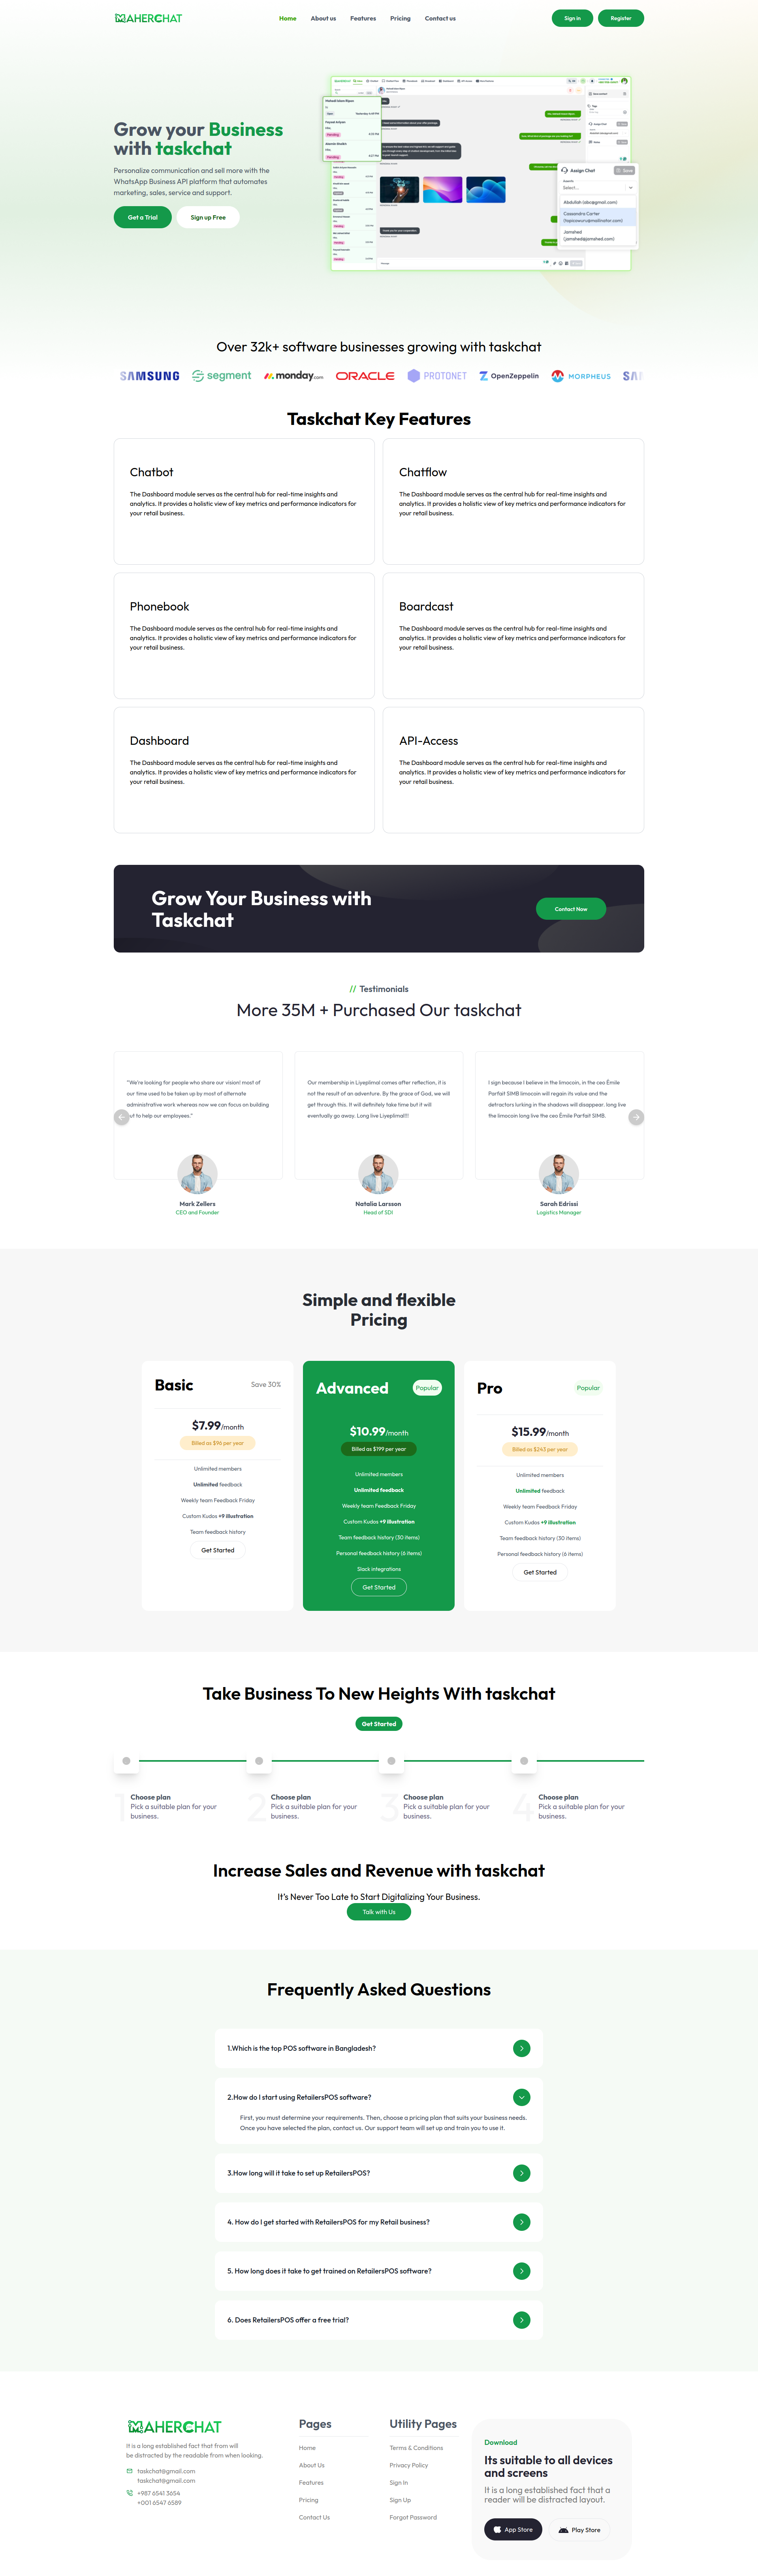 MAHERCHAT
Home About us Features Pricing Contact us
Sign in Register
Grow your Business
with taskchat
Personalize communication and sell more with the
WhatsApp Business API platform that automates
marketing, sales, service and support.
Get a Trial Sign up Free
Assign Chat Save
Select...
Abdullah (abc@gmail.com)
Cassandra Carter
Jamshed
(jamshed@jamshed.com)
Over 32k+ software businesses growing with taskchat
SAMSUNG segment monday.com ORACLE PROTONET OpenZeppelin MORPHEUS SAM
Taskchat Key Features
Chatbot
The Dashboard module serves as the central hub for real-time insights and
analytics. It provides a holistic view of key metrics and performance indicators for
your retail business.
Chatflow
The Dashboard module serves as the central hub for real-time insights and
analytics. It provides a holistic view of key metrics and performance indicators for
your retail business.
Phonebook
The Dashboard module serves as the central hub for real-time insights and
analytics. It provides a holistic view of key metrics and performance indicators for
your retail business.
Boardcast
The Dashboard module serves as the central hub for real-time insights and
analytics. It provides a holistic view of key metrics and performance indicators for
your retail business.
Dashboard
The Dashboard module serves as the central hub for real-time insights and
analytics. It provides a holistic view of key metrics and performance indicators for
your retail business.
API-Access
The Dashboard module serves as the central hub for real-time insights and
analytics. It provides a holistic view of key metrics and performance indicators for
your retail business.
Grow Your Business with
Taskchat
Contact Now
// Testimonials
More 35M + Purchased Our taskchat
"We're looking for people who share our vision! most of
our time used to be taken up by most of alternate
administrative work whereas now we can focus on building
out to help our employees."
Mark Zellers
CEO and Founder
Our membership in Liyeplimal comes after reflection, it is
not the result of an adventure. By the grace of God, we will
get through this. It will definitely take time but it will
eventually go away. Long live Liyeplimal!!!
Natalia Larsson
Head of SDI
I sign because I believe in the limocoin, in the ceo Émile
Parfait SIMB limocoin will regain its value and the
detractors lurking in the shadows will disappear. long live
the limocoin long live the ceo Émile Parfait SIMB.
Sarah Edrissi
Logistics Manager
Simple and flexible
Pricing
Basic Save 30%
$7.99/month
Billed as $96 per year
Unlimited members
Unlimited feedback
Weekly team Feedback Friday
Custom Kudos +9 illustration
Team feedback history
Get Started
Advanced Popular
$10.99/month
Billed as $199 per year
Unlimited members
Unlimited feedback
Weekly team Feedback Friday
Custom Kudos +9 illustration
Team feedback history (30 items)
Personal feedback history (6 items)
Slack integrations
Get Started
Pro Popular
$15.99/month
Billed as $243 per year
Unlimited members
Unlimited feedback
Weekly team Feedback Friday
Custom Kudos +9 illustration
Team feedback history (30 items)
Personal feedback history (6 items)
Get Started
Take Business To New Heights With taskchat
Get Started
1 Choose plan
Pick a suitable plan for your
business.
2 Choose plan
Pick a suitable plan for your
business.
3 Choose plan
Pick a suitable plan for your
business.
4 Choose plan
Pick a suitable plan for your
business.
Increase Sales and Revenue with taskchat
It's Never Too Late to Start Digitalizing Your Business.
Talk with Us
Frequently Asked Questions
1.Which is the top POS software in Bangladesh?
2.How do I start using RetailersPOS software?
First, you must determine your requirements. Then, choose a pricing plan that suits your business needs.
Once you have selected the plan, contact us. Our support team will set up and train you to use it.
3.How long will it take to set up RetailersPOS?
4. How do I get started with RetailersPOS for my Retail business?
5. How long does it take to get trained on RetailersPOS software?
6. Does RetailersPOS offer a free trial?
MAHERCHAT
It is a long established fact that from will
be distracted by the readable from when looking.
taskchat@gmail.com
taskchat@gmail.com
+987 6541 3654
+001 6547 6589
Pages
Home
About Us
Features
Pricing
Contact Us
Utility Pages
Terms & Conditions
Privacy Policy
Sign In
Sign Up
Forgot Password
Download
Its suitable to all devices
and screens
It is a long established fact that a
reader will be distracted layout.
App Store Play Store